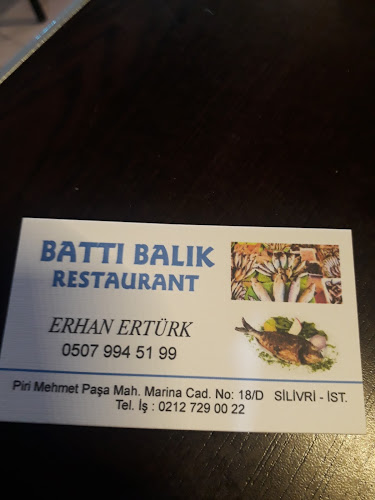 BATTI BALIK
RESTAURANT
ERHAN ERTÜRK
0507 994 51 99
Piri Mehmet Paşa Mah. Marina Cad. No: 18/D SİLİVRİ - İST.
Tel. İş : 0212 729 00 22